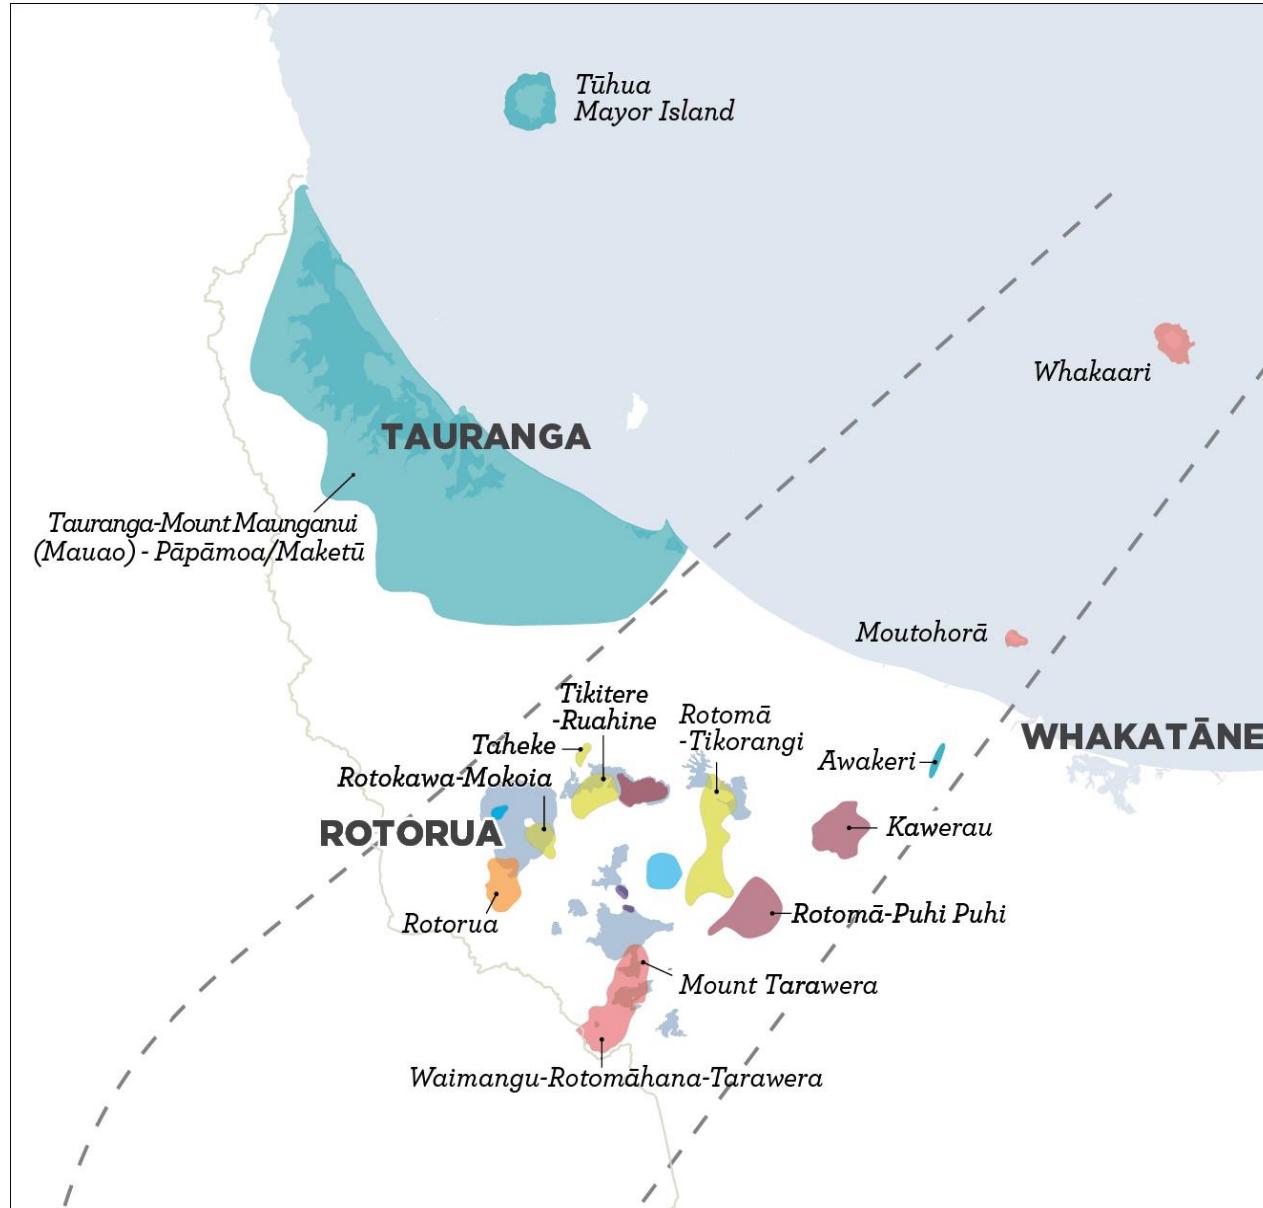 Tūhua
Mayor Island
Whakaari
TAURANGA
Tauranga-Mount Maunganui
(Mauao) - Pāpāmoa/Maketū
Moutohorā
Tikitere
-Ruahine
Rotomā
-Tikorangi
Taheke
WHAKATĀNE
Awakeri
Rotokawa-Mokoia
ROTORUA
Kawerau
Rotorua
Rotomā-Puhi Puhi
Mount Tarawera
Waimangu-Rotomāhana-Tarawera